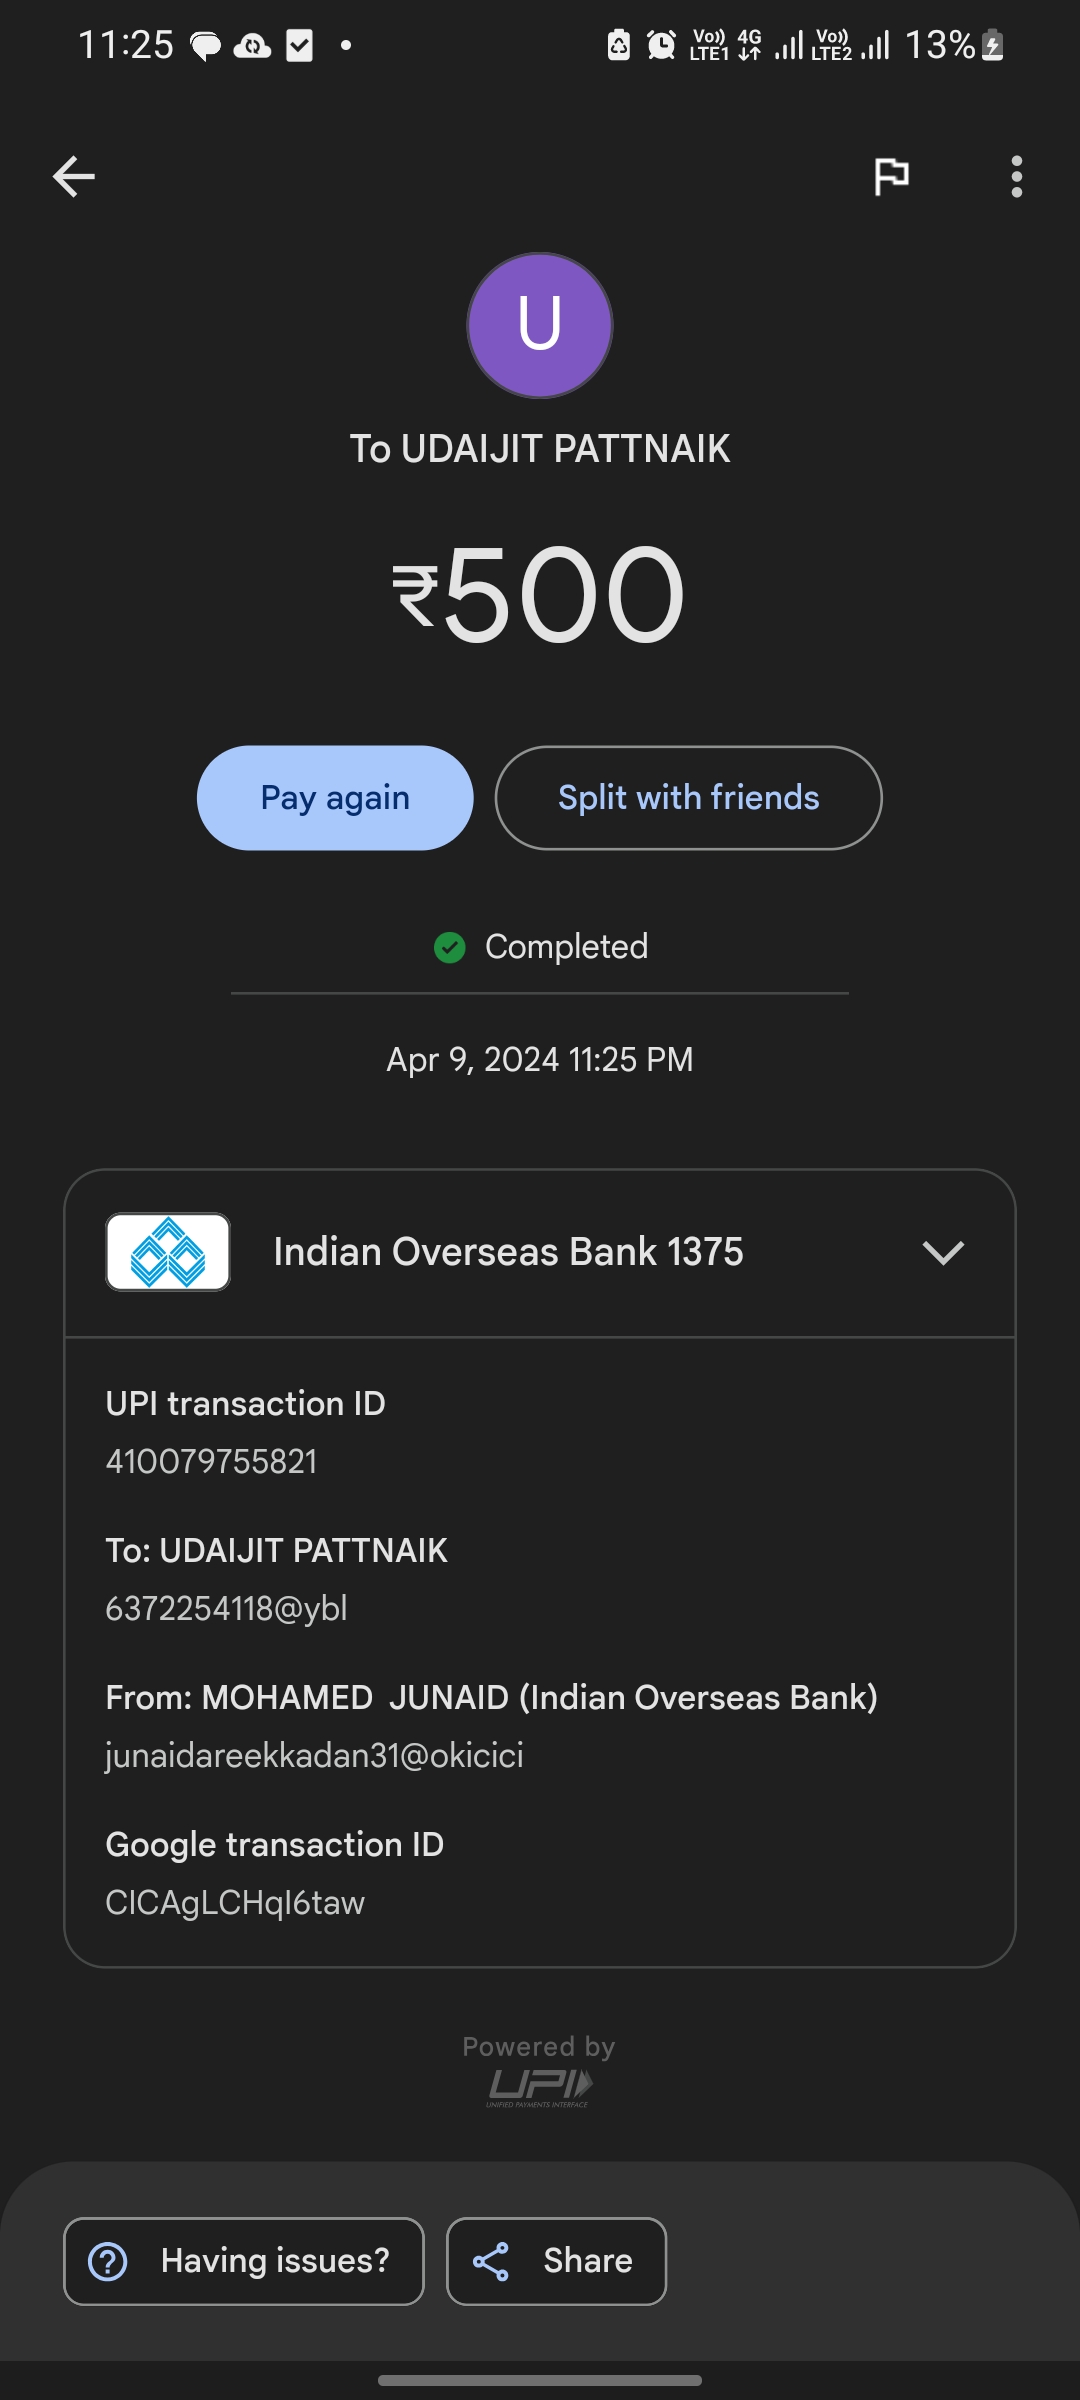 11:25
Vo)) LTE1 4G Vo)) LTE2 13%
U
To UDAIJIT PATTNAIK
₹500
Pay again
Split with friends
Completed
Apr 9, 2024 11:25 PM
Indian Overseas Bank 1375
UPI transaction ID
410079755821
To: UDAIJIT PATTNAIK
6372254118@ybl
From: MOHAMED  JUNAID (Indian Overseas Bank)
junaidareekkadan31@okicici
Google transaction ID
CICAgLCHqI6taw
Powered by
UPI
UNIFIED PAYMENTS INTERFACE
Having issues?
Share